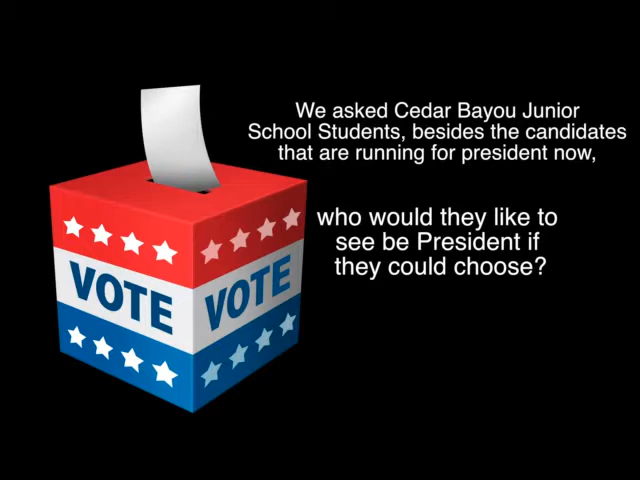 We asked Cedar Bayou Junior
School Students, besides the candidates
that are running for president now,
who would they like to
see be President if
they could choose?
VOTE
VOTE